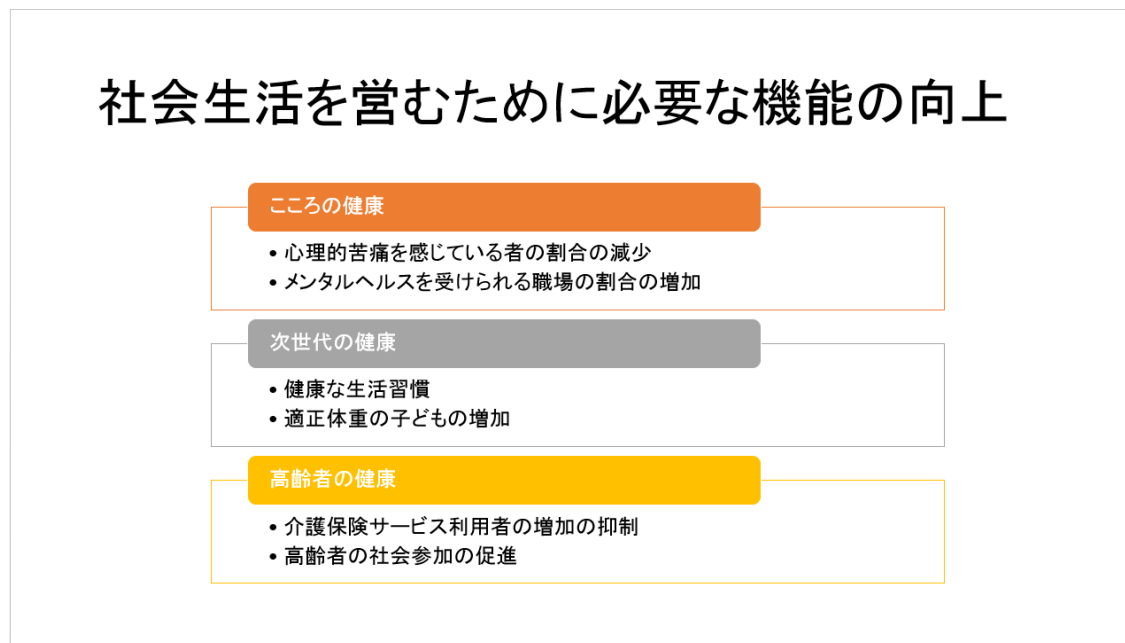 社会生活を営むために必要な機能の向上
こころの健康
• 心理的苦痛を感じている者の割合の減少
• メンタルヘルスを受けられる職場の割合の増加
次世代の健康
• 健康な生活習慣
• 適正体重の子どもの増加
高齢者の健康
• 介護保険サービス利用者の増加の抑制
• 高齢者の社会参加の促進